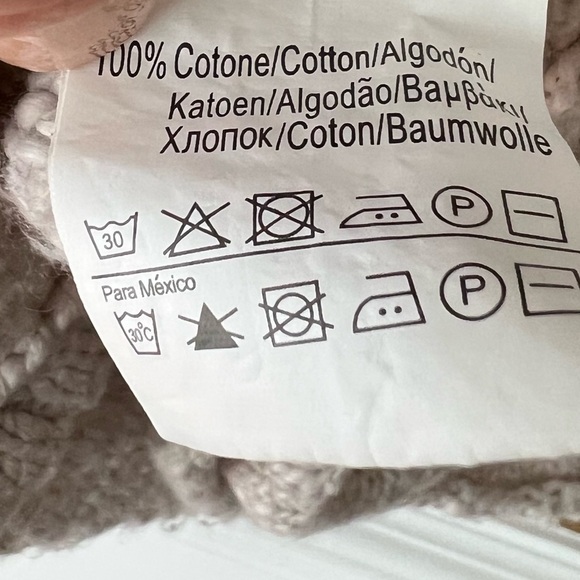 100% Cotone/Cotton/Algodón/
Katoen/Algodão/Βαμβάκι/
Хлопок/Coton/Baumwolle
30 P
Para México
30°C P